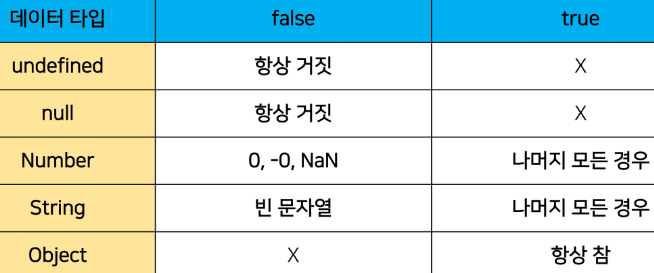 데이터 타입 false true
undefined 항상 거짓 X
null 항상 거짓 X
Number 0, -0, NaN 나머지 모든 경우
String 빈 문자열 나머지 모든 경우
Object X 항상 참